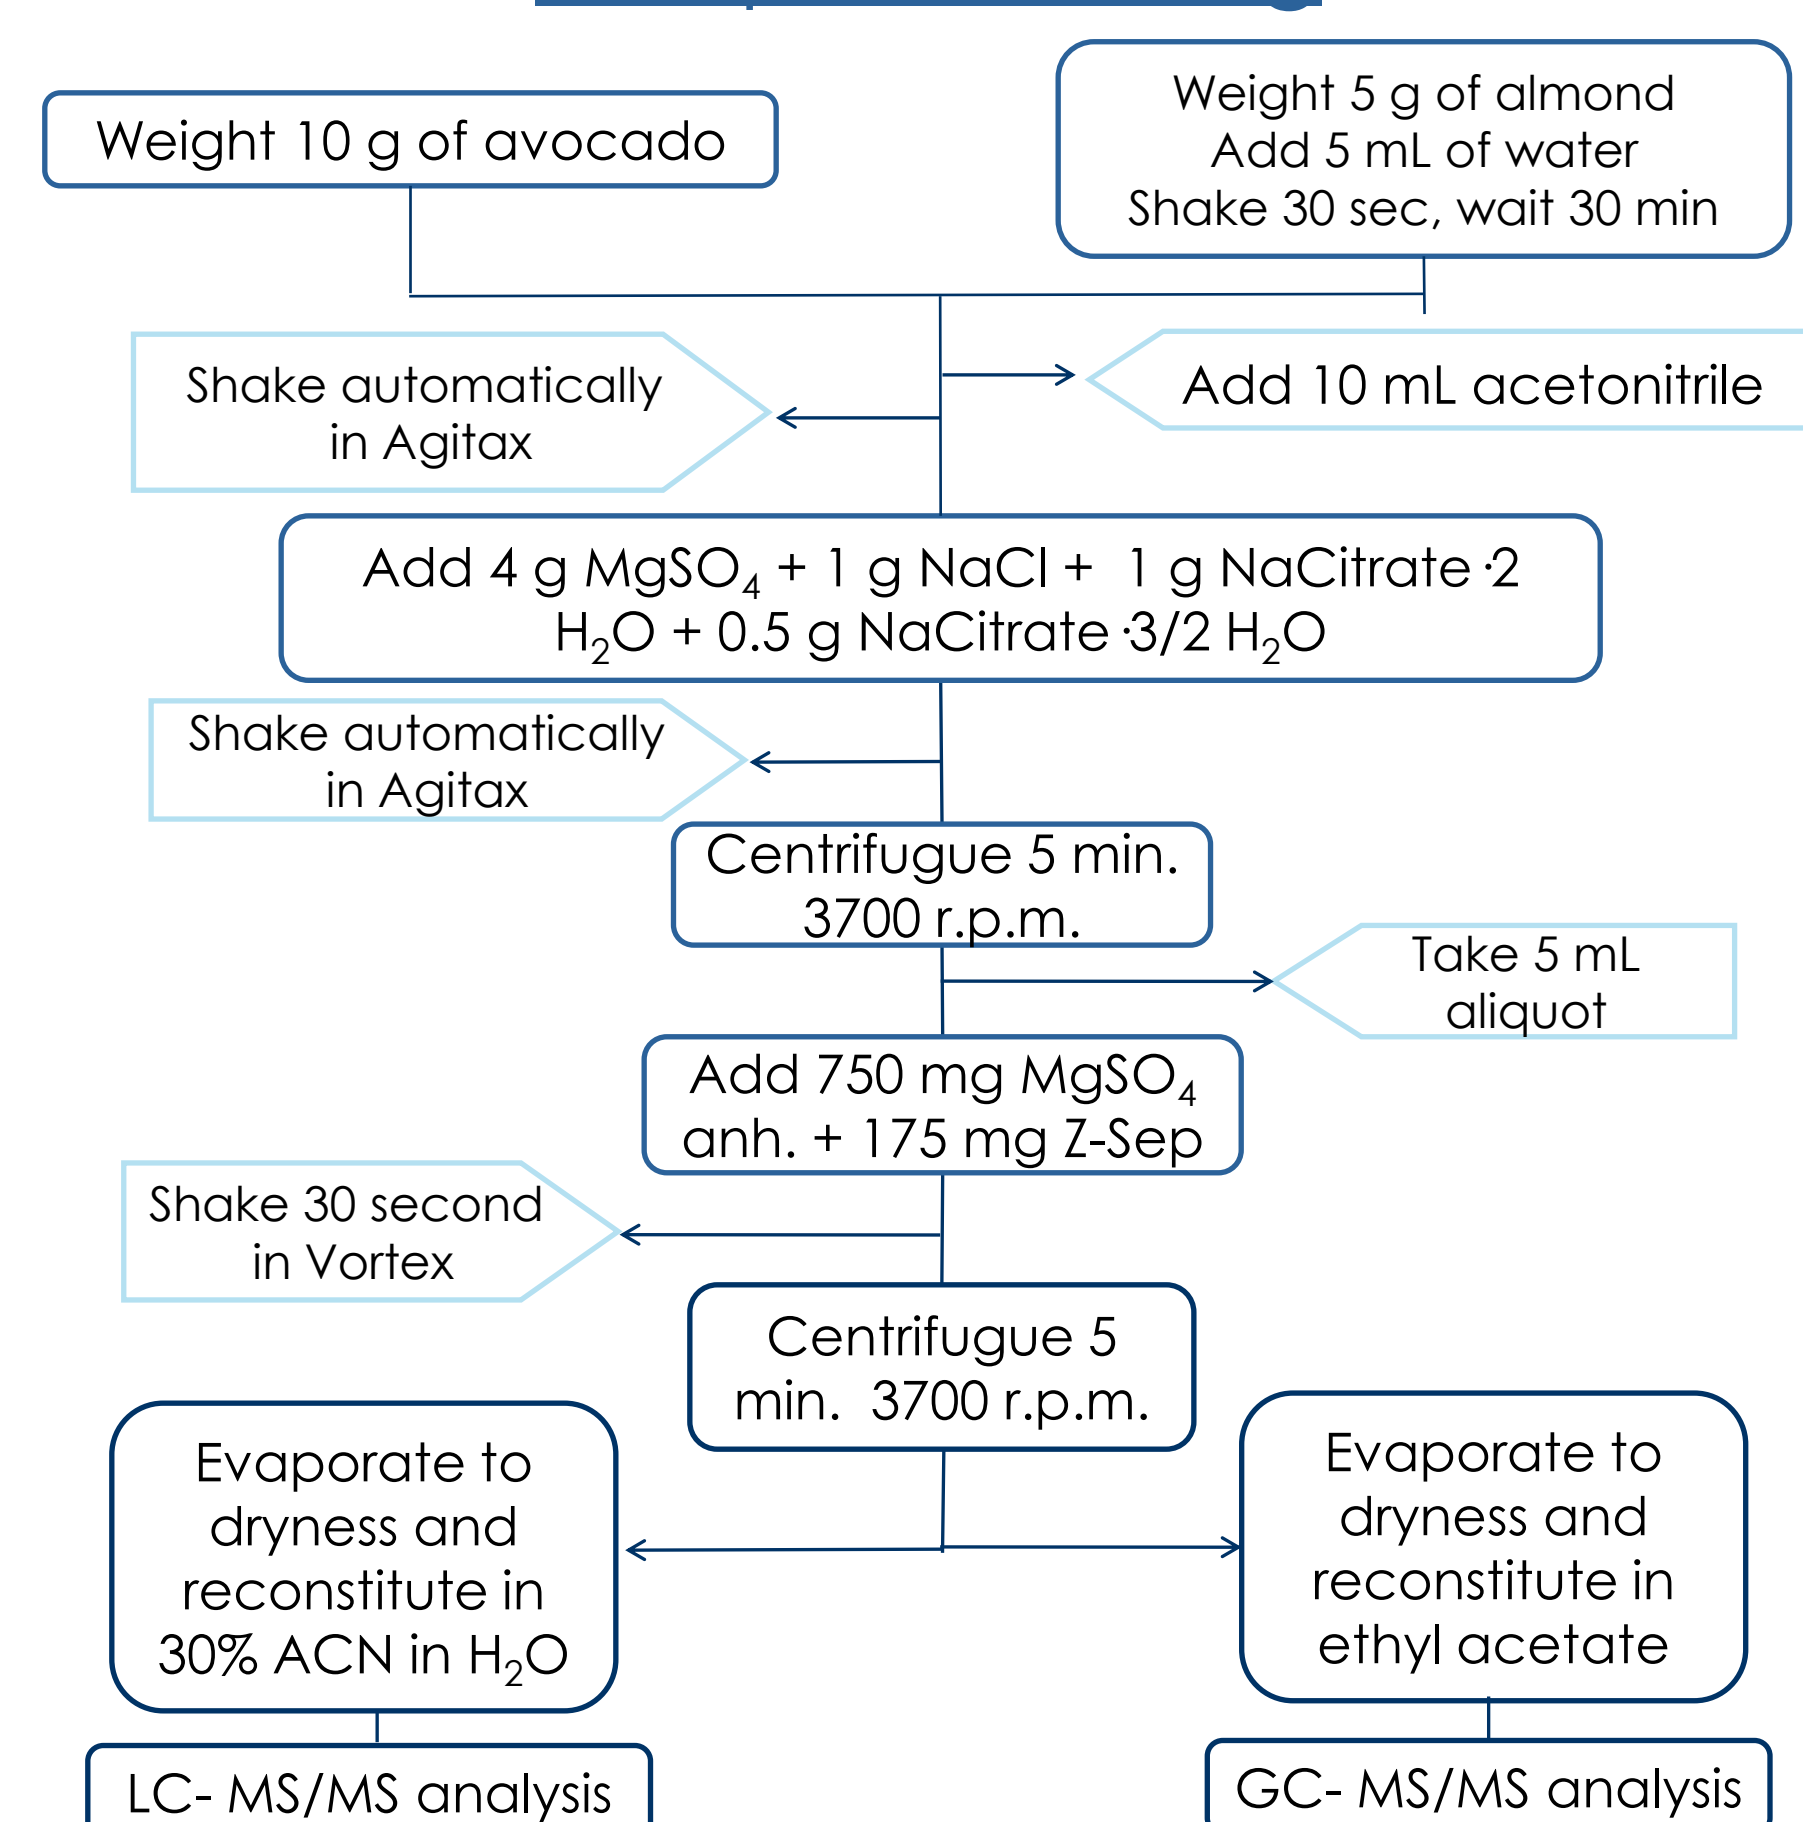 Weight 10 g of avocado
Weight 5 g of almond
Add 5 mL of water
Shake 30 sec, wait 30 min
Add 10 mL acetonitrile
Shake automatically
in Agitax
Add 4 g MgSO₄ + 1 g NaCl + 1 g NaCitrate ·2
H₂O + 0.5 g NaCitrate ·3/2 H₂O
Shake automatically
in Agitax
Centrifugue 5 min.
3700 r.p.m.
Take 5 mL
aliquot
Add 750 mg MgSO₄
anh. + 175 mg Z-Sep
Shake 30 second
in Vortex
Centrifugue 5
min. 3700 r.p.m.
Evaporate to
dryness and
reconstitute in
30% ACN in H₂O
Evaporate to
dryness and
reconstitute in
ethyl acetate
LC- MS/MS analysis
GC- MS/MS analysis